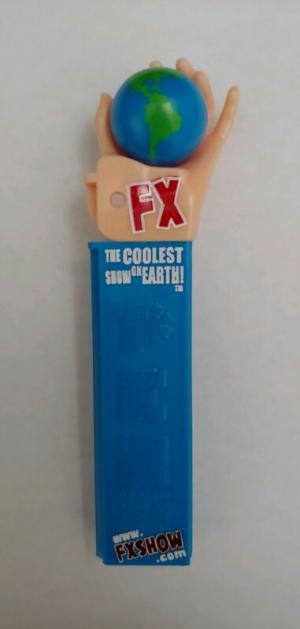 FX
THE COOLEST
SHOW ON EARTH!
TM
www.
FXSHOW
.com